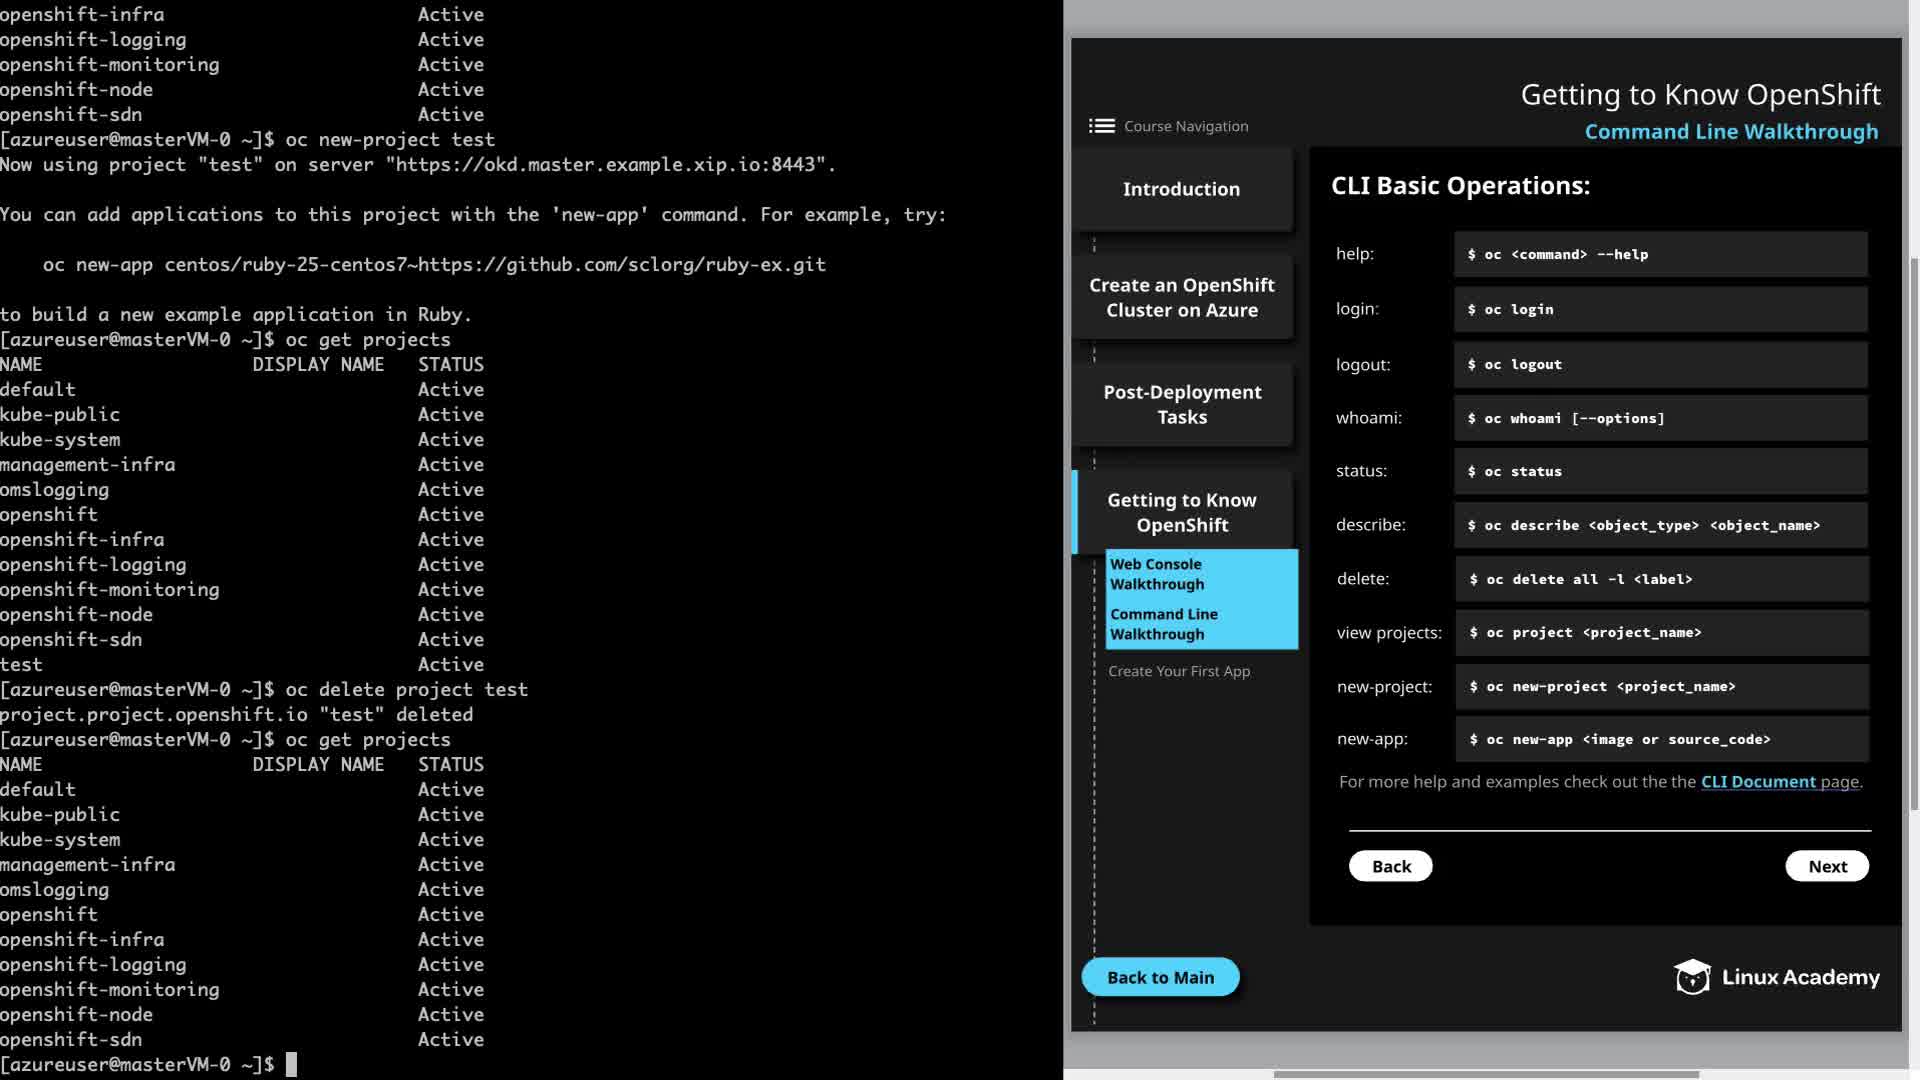 openshift-infra Active
openshift-logging Active
openshift-monitoring Active
openshift-node Active
openshift-sdn Active
[azureuser@masterVM-0 ~]$ oc new-project test
Now using project "test" on server "https://okd.master.example.xip.io:8443".
You can add applications to this project with the 'new-app' command. For example, try:
oc new-app centos/ruby-25-centos7~https://github.com/sclorg/ruby-ex.git
to build a new example application in Ruby.
[azureuser@masterVM-0 ~]$ oc get projects
NAME DISPLAY NAME STATUS
default Active
kube-public Active
kube-system Active
management-infra Active
omslogging Active
openshift Active
openshift-infra Active
openshift-logging Active
openshift-monitoring Active
openshift-node Active
openshift-sdn Active
test Active
[azureuser@masterVM-0 ~]$ oc delete project test
project.project.openshift.io "test" deleted
[azureuser@masterVM-0 ~]$ oc get projects
NAME DISPLAY NAME STATUS
default Active
kube-public Active
kube-system Active
management-infra Active
omslogging Active
openshift Active
openshift-infra Active
openshift-logging Active
openshift-monitoring Active
openshift-node Active
openshift-sdn Active
[azureuser@masterVM-0 ~]$
Getting to Know OpenShift
Command Line Walkthrough
Course Navigation
Introduction
Create an OpenShift
Cluster on Azure
Post-Deployment
Tasks
Getting to Know
OpenShift
Web Console
Walkthrough
Command Line
Walkthrough
Create Your First App
Back to Main
CLI Basic Operations:
help: $ oc <command> --help
login: $ oc login
logout: $ oc logout
whoami: $ oc whoami [--options]
status: $ oc status
describe: $ oc describe <object_type> <object_name>
delete: $ oc delete all -l <label>
view projects: $ oc project <project_name>
new-project: $ oc new-project <project_name>
new-app: $ oc new-app <image or source_code>
For more help and examples check out the the CLI Document page.
Back Next
Linux Academy